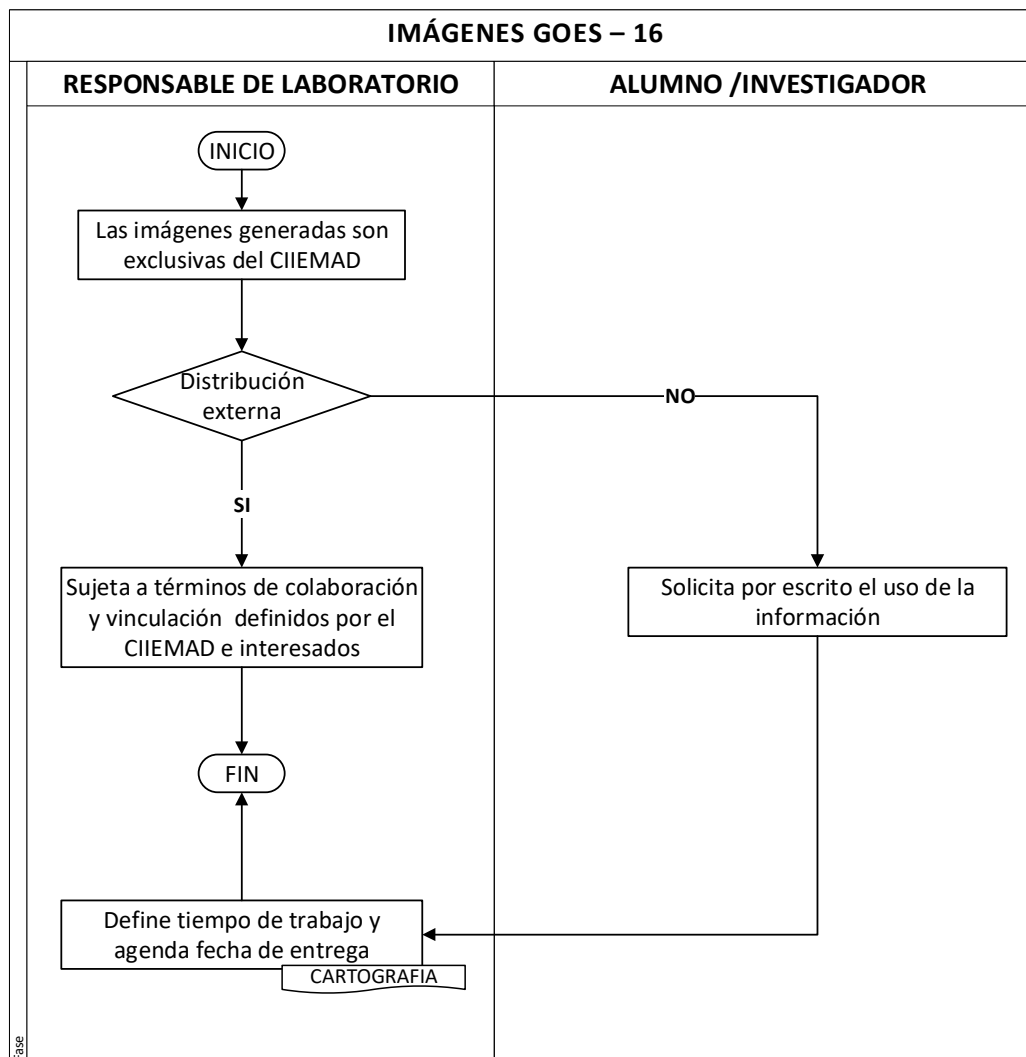 IMÁGENES GOES – 16
RESPONSABLE DE LABORATORIO
ALUMNO /INVESTIGADOR
INICIO
Las imágenes generadas son
exclusivas del CIIEMAD
Distribución
externa
NO
SI
Sujeta a términos de colaboración
y vinculación definidos por el
CIIEMAD e interesados
Solicita por escrito el uso de la
información
FIN
Define tiempo de trabajo y
agenda fecha de entrega
CARTOGRAFIA
Fase